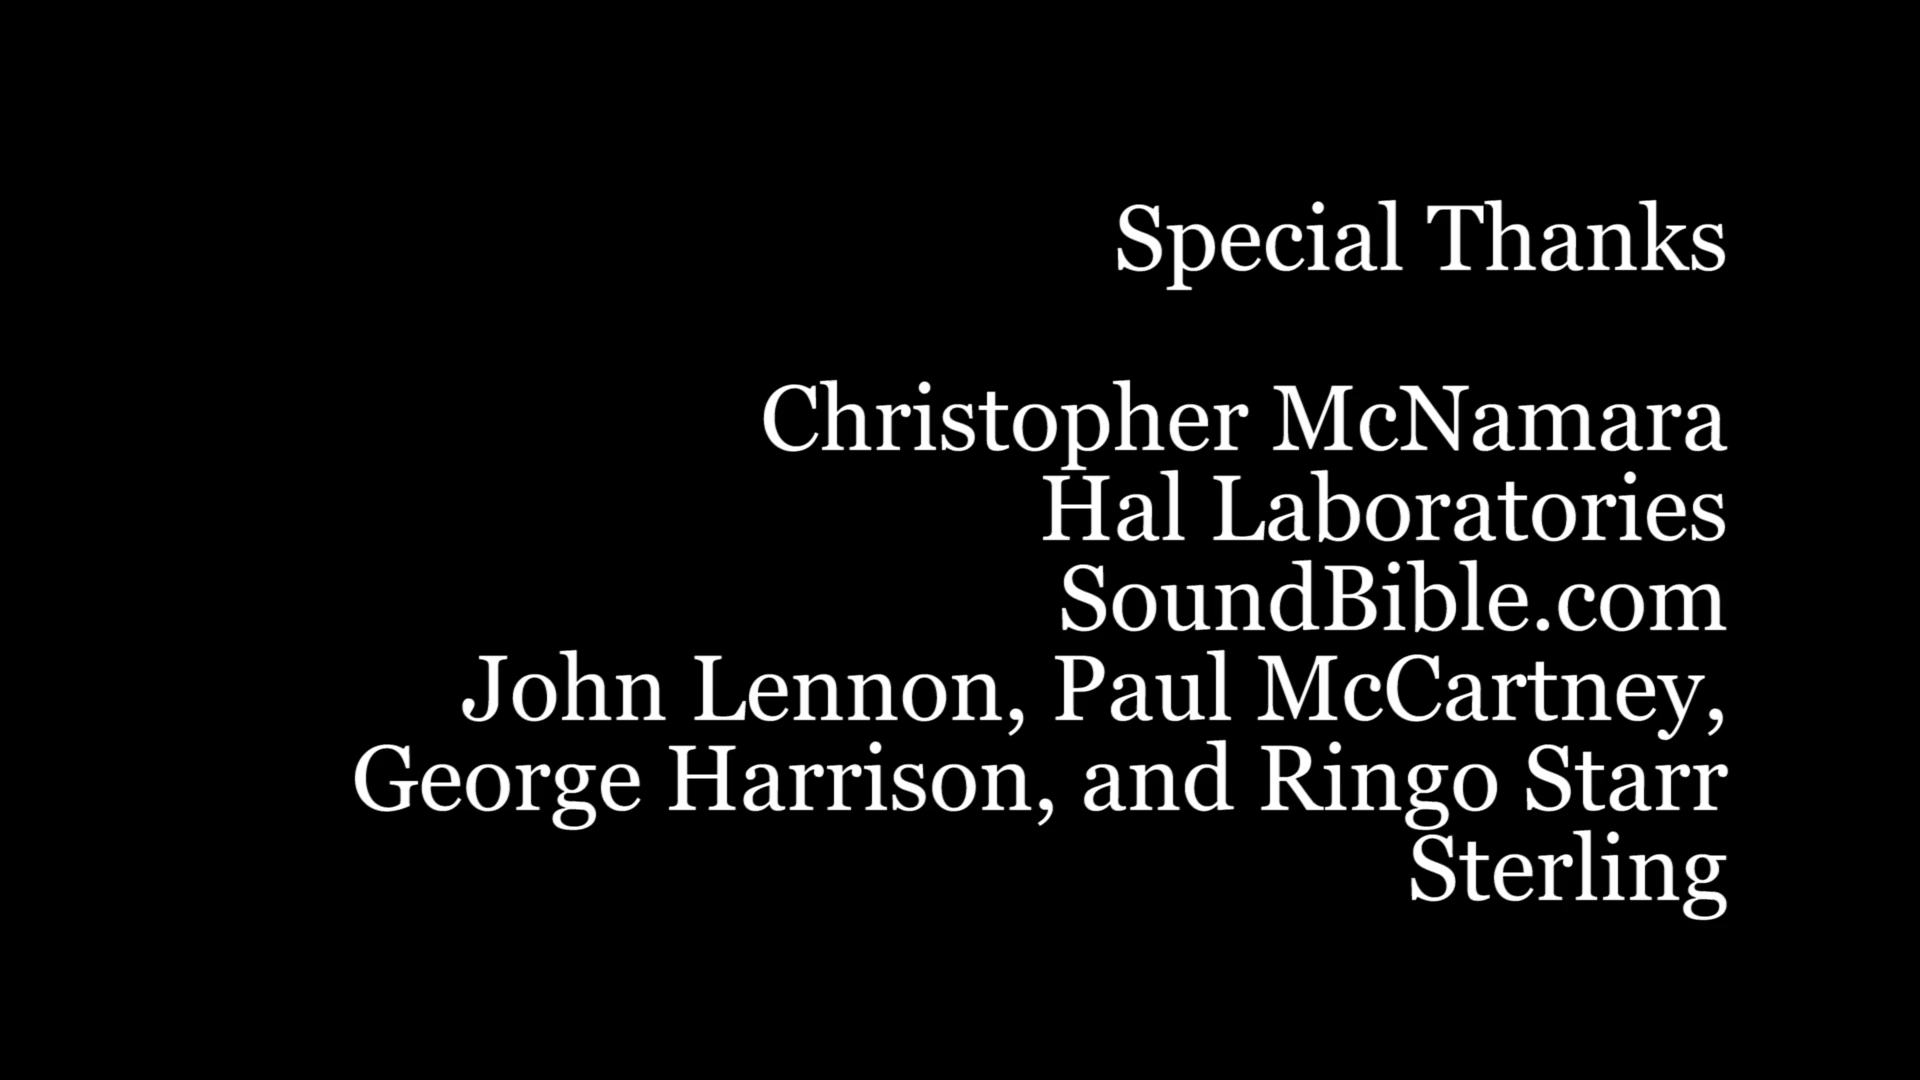 Special Thanks
Christopher McNamara
Hal Laboratories
SoundBible.com
John Lennon, Paul McCartney,
George Harrison, and Ringo Starr
Sterling